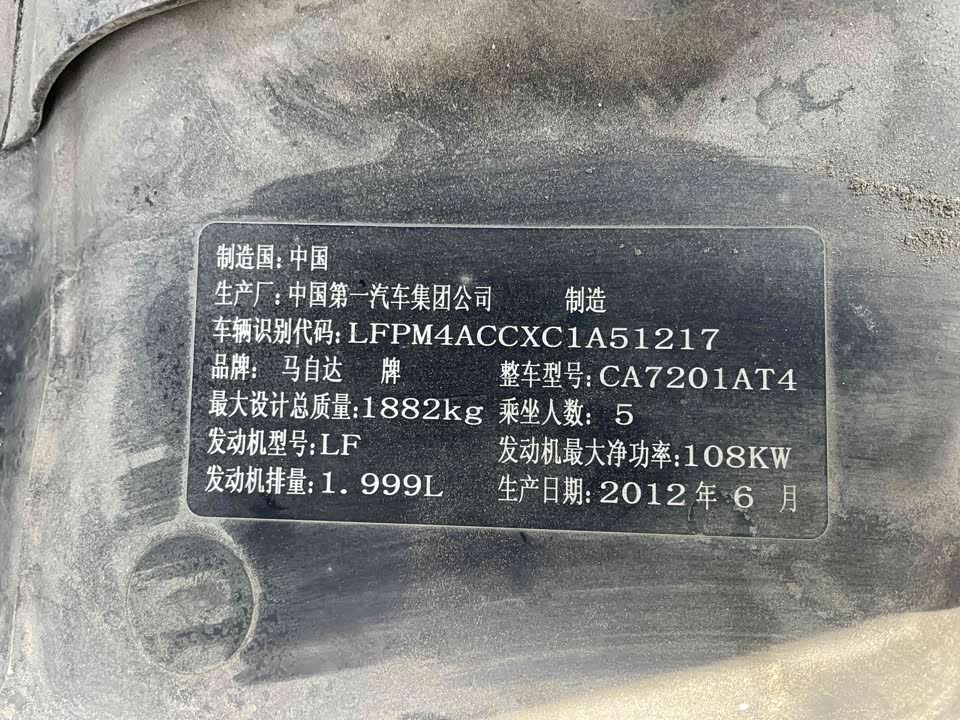 制造国:中国
生产厂:中国第一汽车集团公司 制造
车辆识别代码:LFPM4ACCXC1A51217
品牌: 马自达 牌 整车型号:CA7201AT4
最大设计总质量:1882kg 乘坐人数: 5
发动机型号:LF 发动机最大净功率:108KW
发动机排量:1.999L 生产日期:2012年 6 月